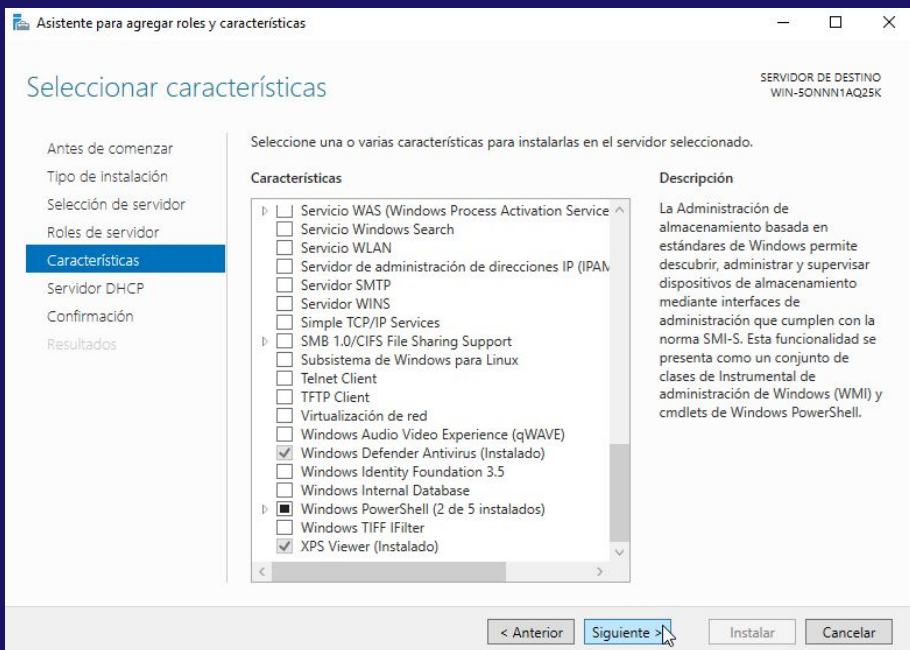 Asistente para agregar roles y características
Seleccionar características
SERVIDOR DE DESTINO
WIN-5ONNN1AQ25K
Antes de comenzar
Tipo de instalación
Selección de servidor
Roles de servidor
Características
Servidor DHCP
Confirmación
Resultados
Seleccione una o varias características para instalarlas en el servidor seleccionado.
Características
Servicio WAS (Windows Process Activation Service
Servicio Windows Search
Servicio WLAN
Servidor de administración de direcciones IP (IPAM
Servidor SMTP
Servidor WINS
Simple TCP/IP Services
SMB 1.0/CIFS File Sharing Support
Subsistema de Windows para Linux
Telnet Client
TFTP Client
Virtualización de red
Windows Audio Video Experience (qWAVE)
Windows Defender Antivirus (Instalado)
Windows Identity Foundation 3.5
Windows Internal Database
Windows PowerShell (2 de 5 instalados)
Windows TIFF IFilter
XPS Viewer (Instalado)
Descripción
La Administración de
almacenamiento basada en
estándares de Windows permite
descubrir, administrar y supervisar
dispositivos de almacenamiento
mediante interfaces de
administración que cumplen con la
norma SMI-S. Esta funcionalidad se
presenta como un conjunto de
clases de Instrumental de
administración de Windows (WMI) y
cmdlets de Windows PowerShell.
< Anterior
Siguiente >
Instalar
Cancelar